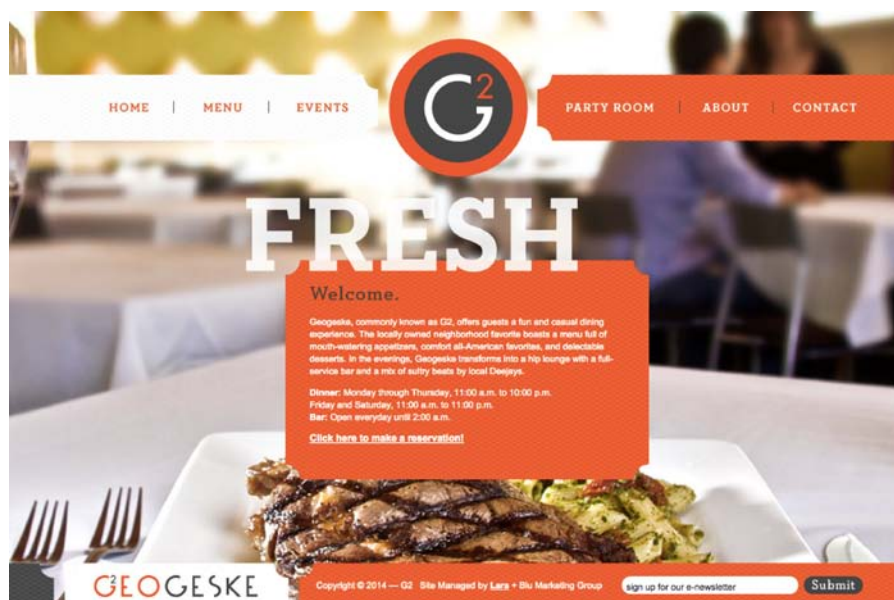 HOME | MENU | EVENTS
G2
PARTY ROOM | ABOUT | CONTACT
FRESH
Welcome.
Geogeske, commonly known as G2, offers guests a fun and casual dining
experience. The locally owned neighborhood favorite boasts a menu full of
mouth-watering appetizers, comfort all-American favorites, and delectable
desserts. In the evenings, Geogeske transforms into a hip lounge with a full-
service bar and a mix of sultry beats by local Deejays.
Dinner: Monday through Thursday, 11:00 a.m. to 10:00 p.m.
Friday and Saturday, 11:00 a.m. to 11:00 p.m.
Bar: Open everyday until 2:00 a.m.
Click here to make a reservation!
G2EOGESKE
Copyright © 2014 — G2 Site Managed by Lars + Blu Marketing Group
sign up for our e-newsletter
Submit